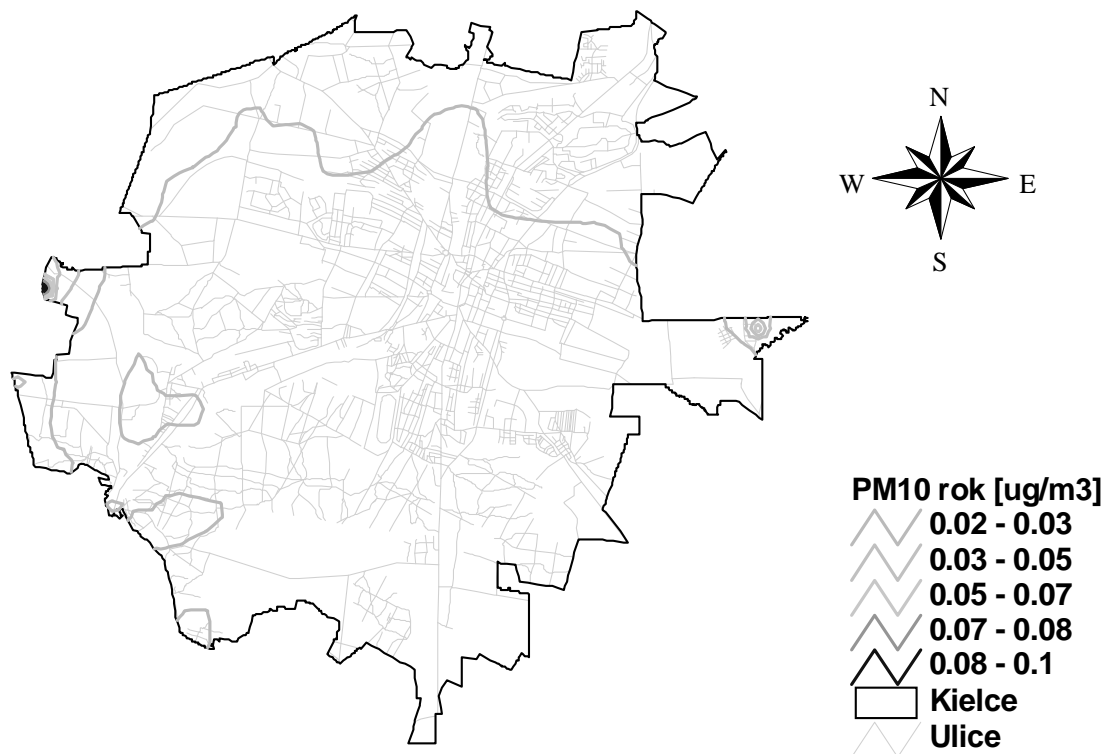 N
W E
S
PM10 rok [ug/m3]
0.02 - 0.03
0.03 - 0.05
0.05 - 0.07
0.07 - 0.08
0.08 - 0.1
Kielce
Ulice